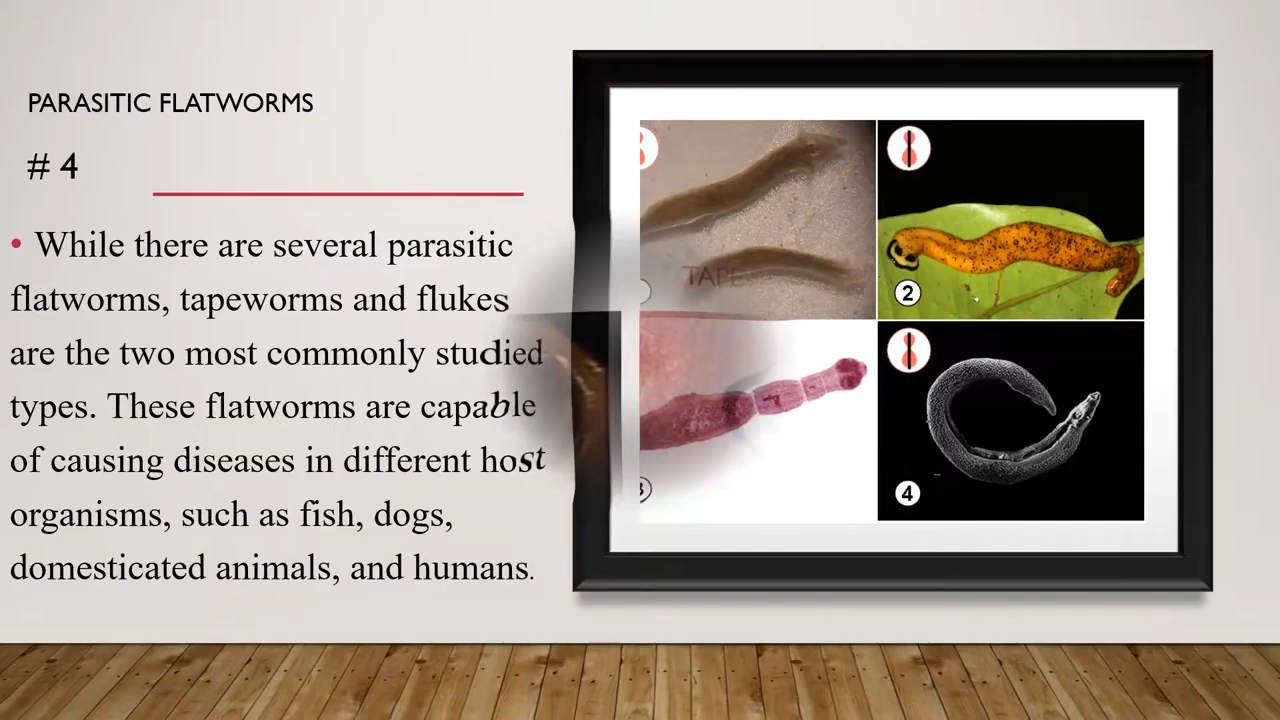 PARASITIC FLATWORMS
# 4
• While there are several parasitic
flatworms, tapeworms and flukes
are the two most commonly studied
types. These flatworms are capable
of causing diseases in different host
organisms, such as fish, dogs,
domesticated animals, and humans.
TAPE
2
3
4